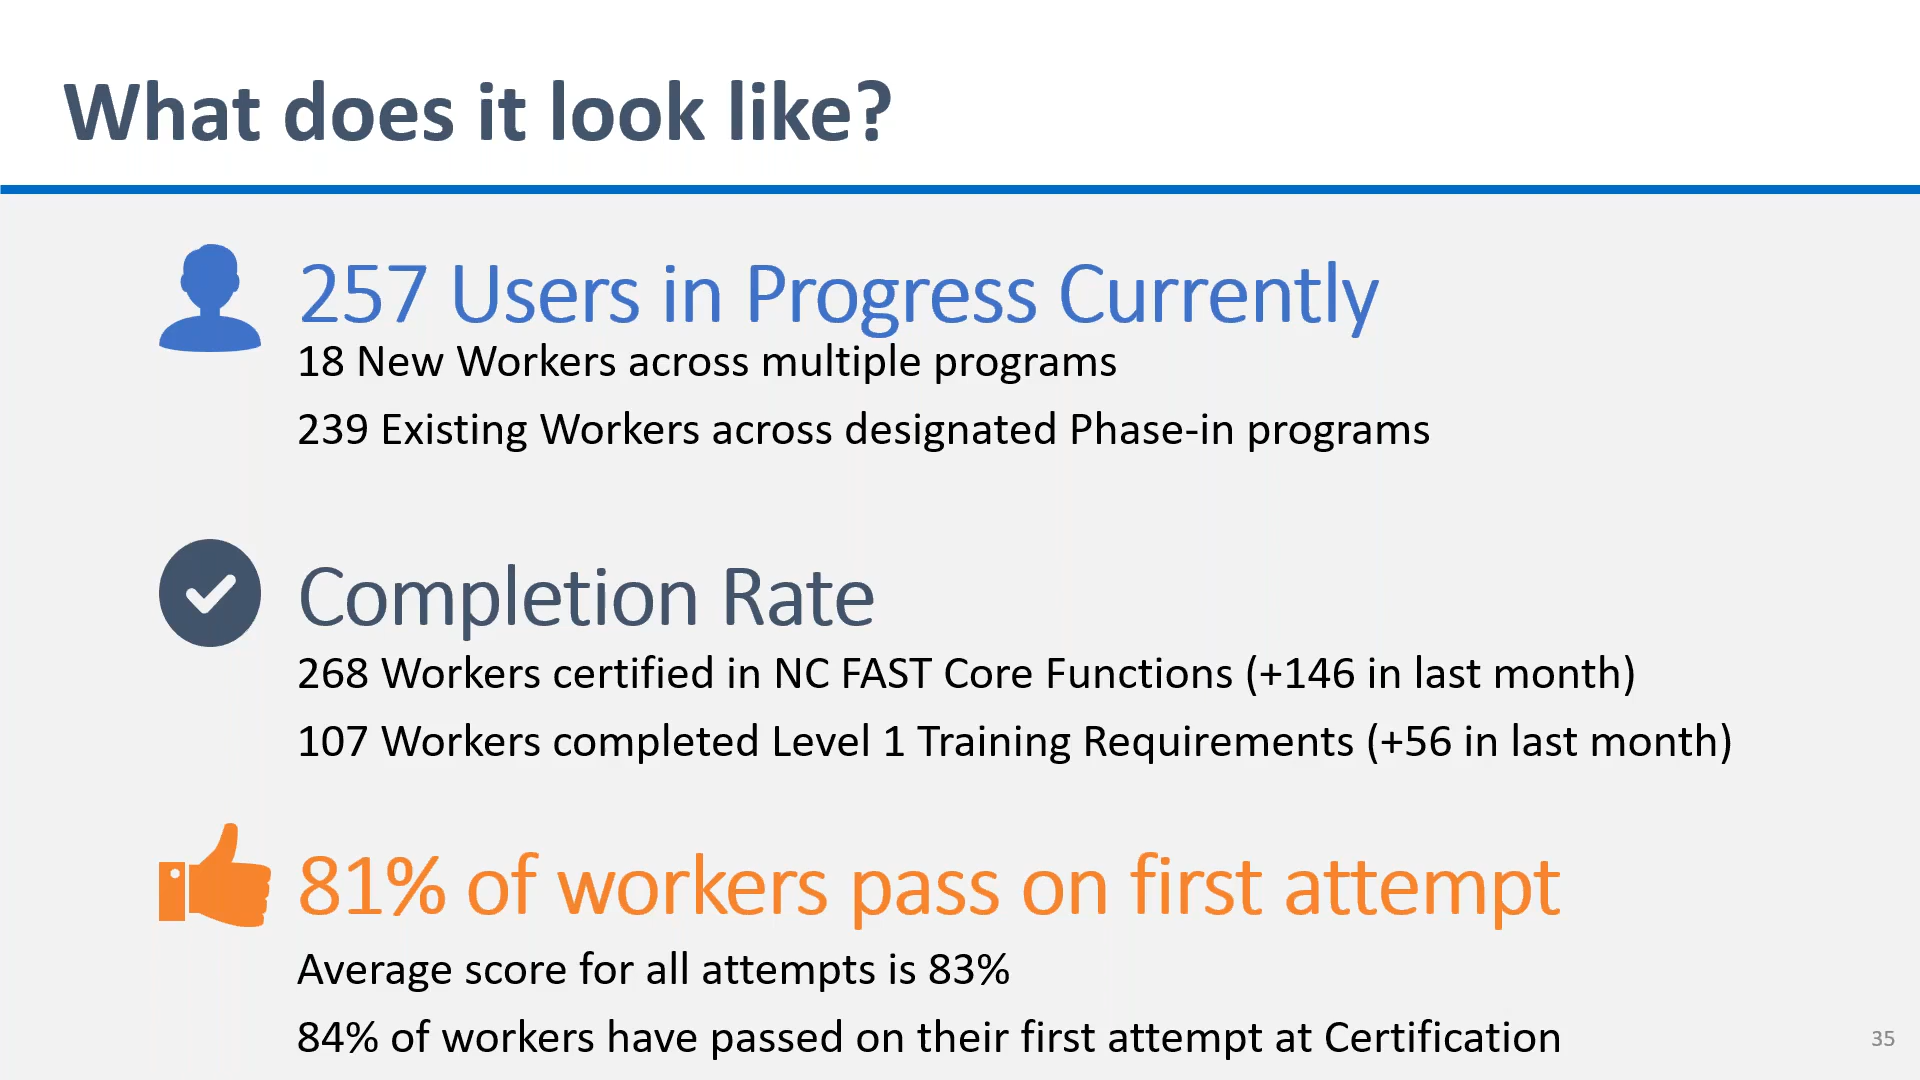 What does it look like?
257 Users in Progress Currently
18 New Workers across multiple programs
239 Existing Workers across designated Phase-in programs
Completion Rate
268 Workers certified in NC FAST Core Functions (+146 in last month)
107 Workers completed Level 1 Training Requirements (+56 in last month)
81% of workers pass on first attempt
Average score for all attempts is 83%
84% of workers have passed on their first attempt at Certification
35